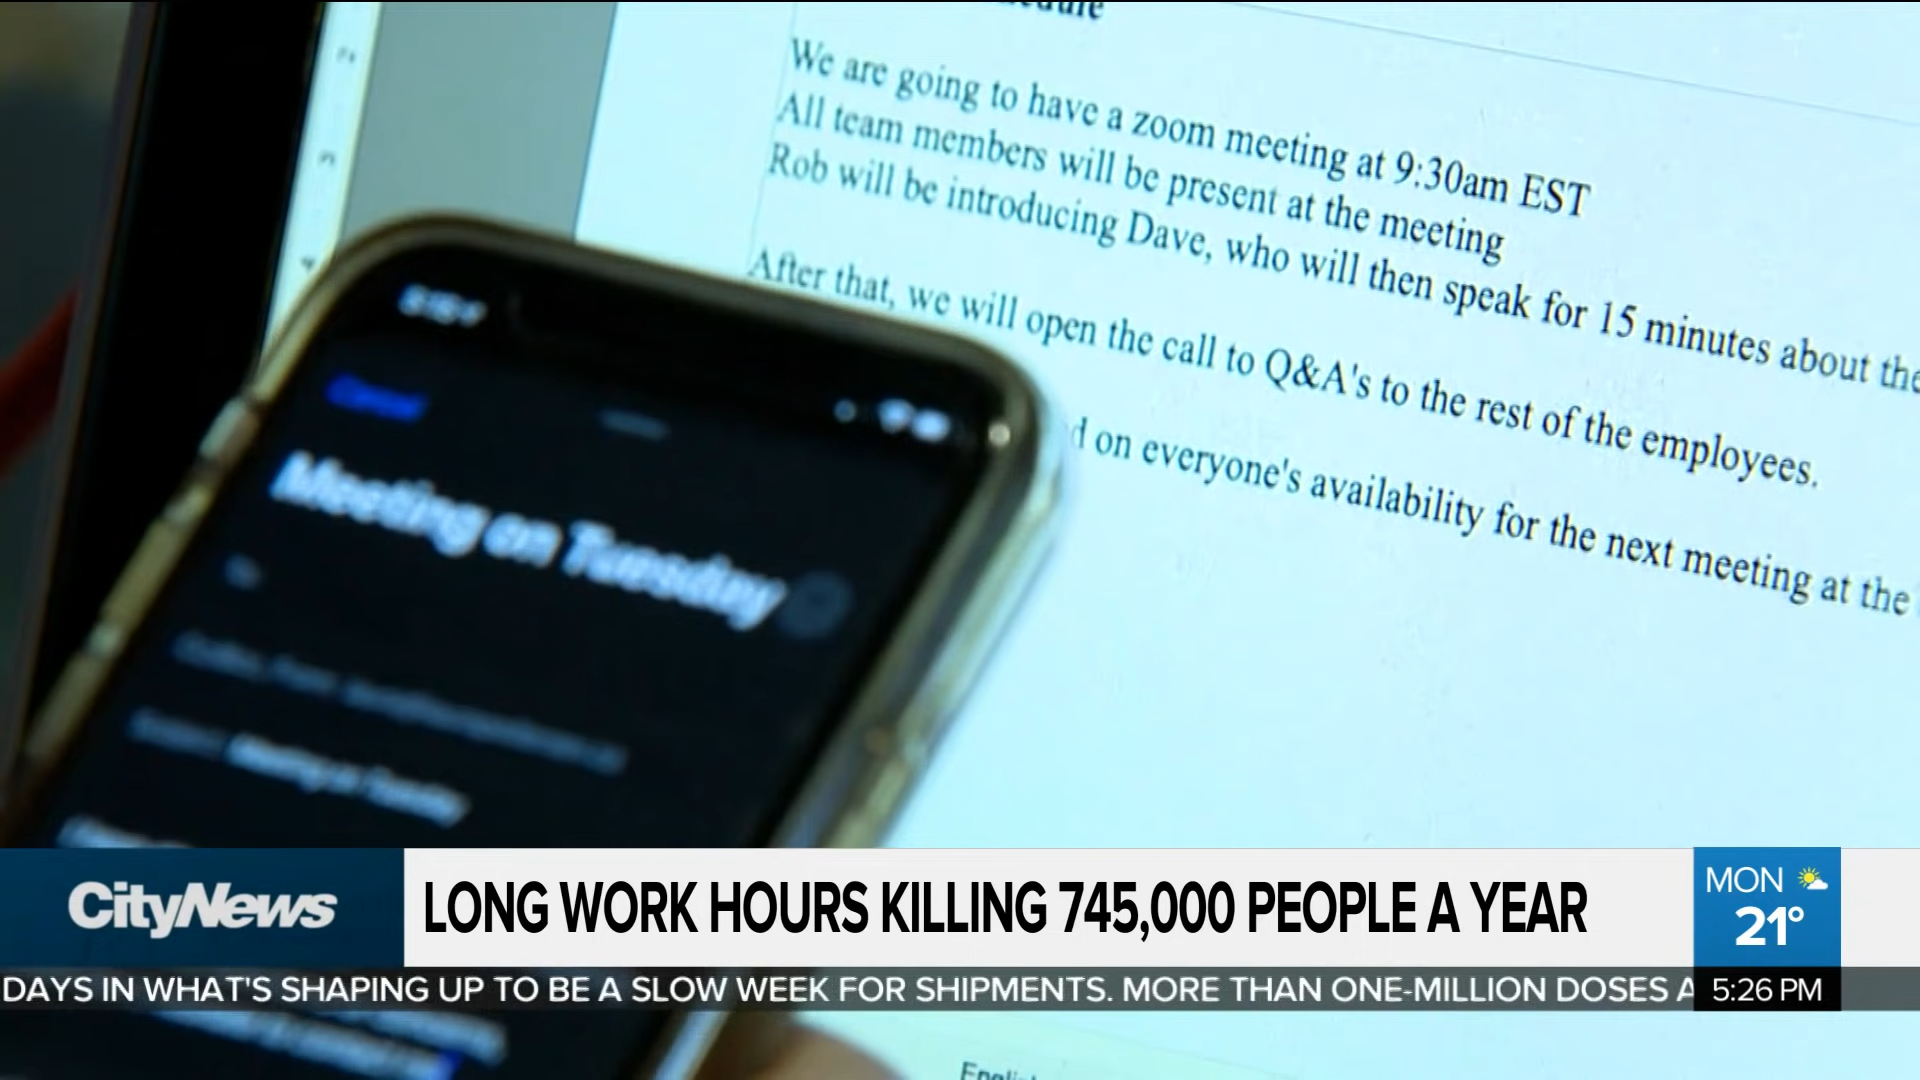 We are going to have a zoom meeting at 9:30am EST
All team members will be present at the meeting
Rob will be introducing Dave, who will then speak for 15 minutes about the
After that, we will open the call to Q&A's to the rest of the employees.
on everyone's availability for the next meeting at the
Cancel
Meeting on Tuesday
Meeting on Tuesday
CityNews
LONG WORK HOURS KILLING 745,000 PEOPLE A YEAR
MON
21°
DAYS IN WHAT'S SHAPING UP TO BE A SLOW WEEK FOR SHIPMENTS. MORE THAN ONE-MILLION DOSES
5:26 PM